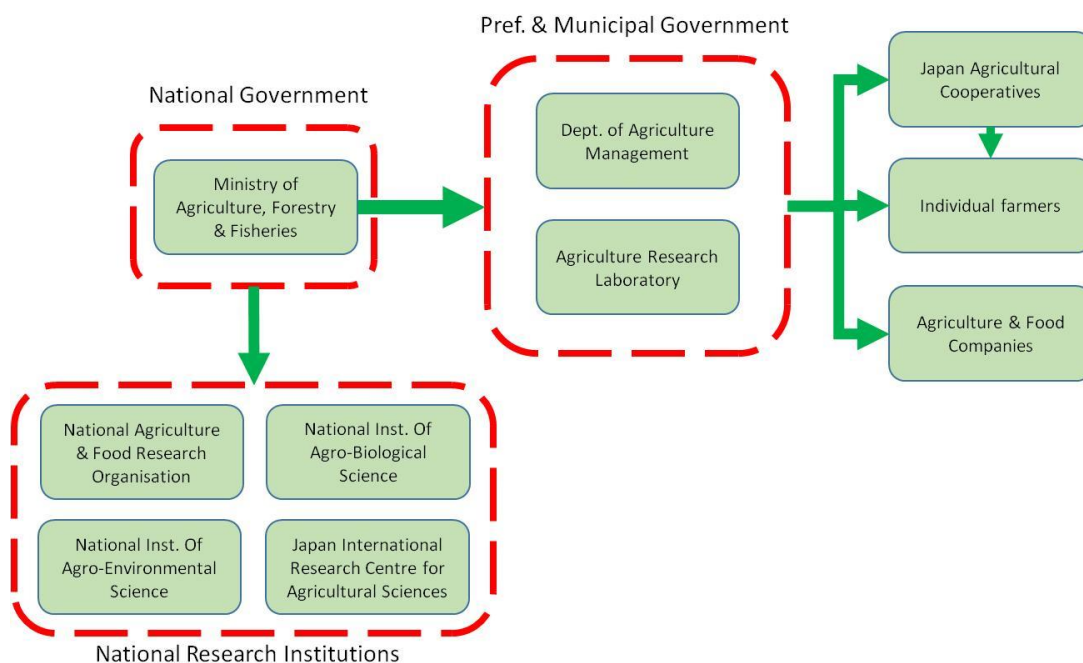 Pref. & Municipal Government
National Government
Ministry of
Agriculture, Forestry
& Fisheries
Dept. of Agriculture
Management
Agriculture Research
Laboratory
Japan Agricultural
Cooperatives
Individual farmers
Agriculture & Food
Companies
National Agriculture
& Food Research
Organisation
National Inst. Of
Agro-Biological
Science
National Inst. Of
Agro-Environmental
Science
Japan International
Research Centre for
Agricultural Sciences
National Research Institutions